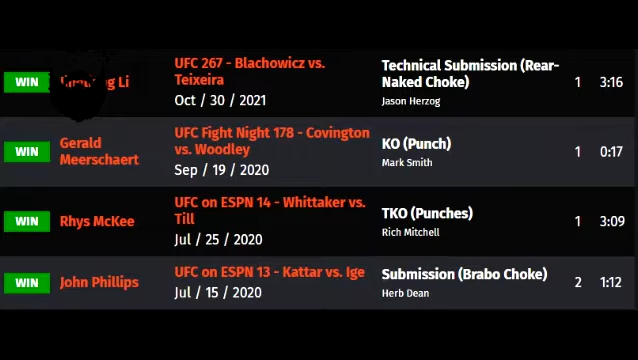 WIN
Li
UFC 267 - Blachowicz vs.
Teixeira
Oct / 30 / 2021
Technical Submission (Rear-
Naked Choke)
Jason Herzog
1
3:16
WIN
Gerald
Meerschaert
UFC Fight Night 178 - Covington
vs. Woodley
Sep / 19 / 2020
KO (Punch)
Mark Smith
1
0:17
WIN
Rhys McKee
UFC on ESPN 14 - Whittaker vs.
Till
Jul / 25 / 2020
TKO (Punches)
Rich Mitchell
1
3:09
WIN
John Phillips
UFC on ESPN 13 - Kattar vs. Ige
Jul / 15 / 2020
Submission (Brabo Choke)
Herb Dean
2
1:12